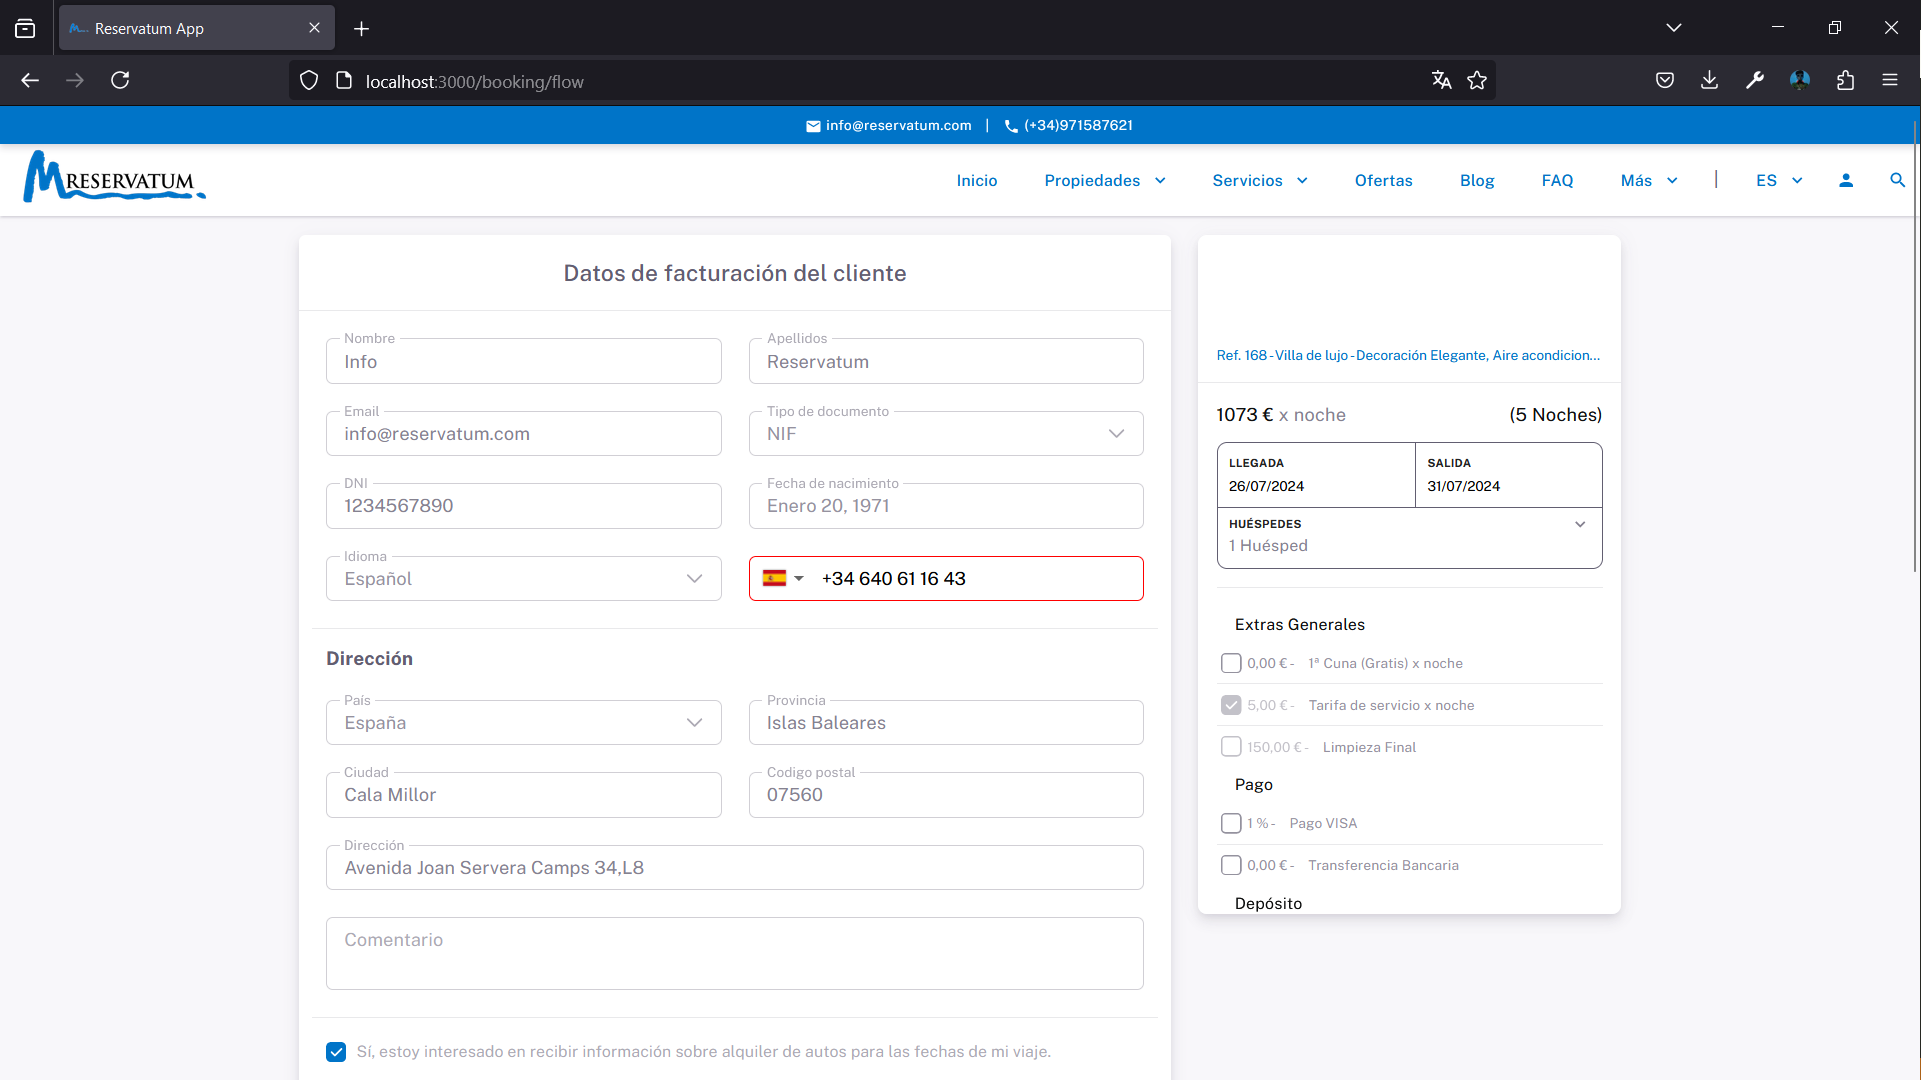 Reservatum App
localhost:3000/booking/flow
info@reservatum.com | (+34)971587621
RESERVATUM
Inicio Propiedades Servicios Ofertas Blog FAQ Más | ES
Datos de facturación del cliente
Nombre
Info
Apellidos
Reservatum
Email
info@reservatum.com
Tipo de documento
NIF
DNI
1234567890
Fecha de nacimiento
Enero 20, 1971
Idioma
Español
+34 640 61 16 43
Dirección
País
España
Provincia
Islas Baleares
Ciudad
Cala Millor
Codigo postal
07560
Dirección
Avenida Joan Servera Camps 34,L8
Comentario
Sí, estoy interesado en recibir información sobre alquiler de autos para las fechas de mi viaje.
Ref. 168 - Villa de lujo - Decoración Elegante, Aire acondicion...
1073 € x noche (5 Noches)
LLEGADA
26/07/2024
SALIDA
31/07/2024
HUÉSPEDES
1 Huésped
Extras Generales
0,00 € - 1ª Cuna (Gratis) x noche
5,00 € - Tarifa de servicio x noche
150,00 € - Limpieza Final
Pago
1 % - Pago VISA
0,00 € - Transferencia Bancaria
Depósito